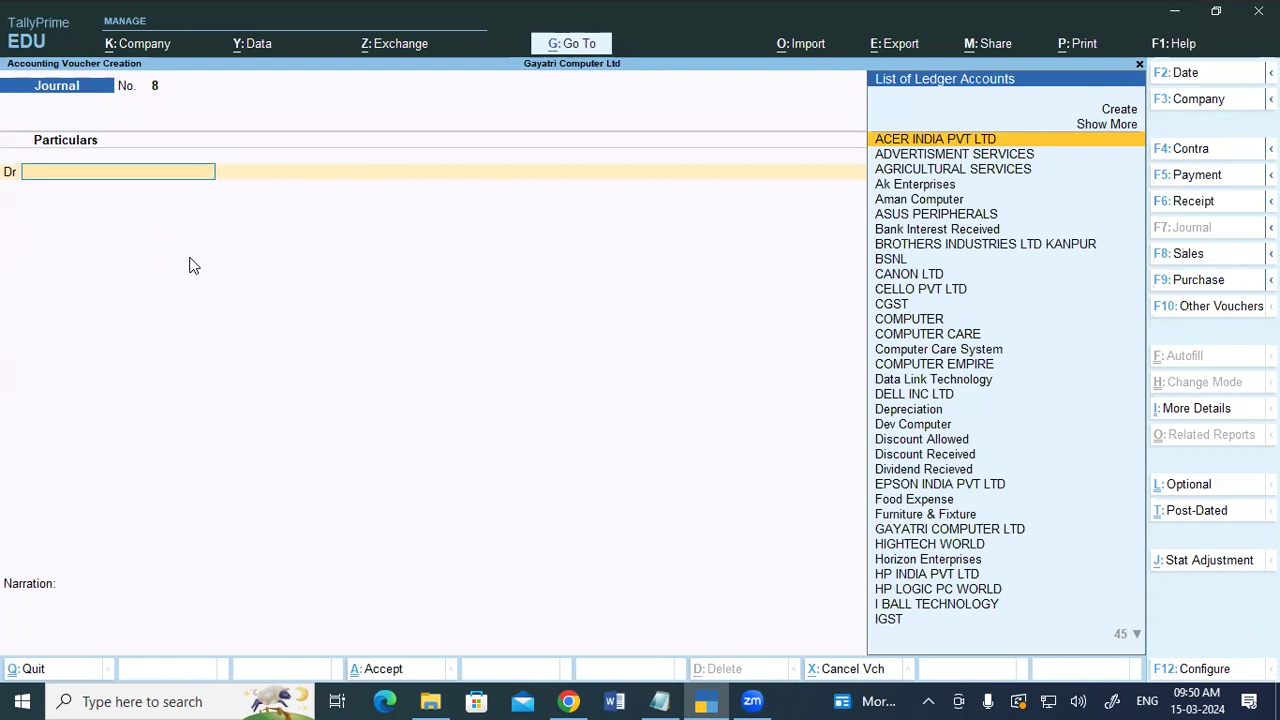 TallyPrime
EDU
MANAGE
K: Company
Y: Data
Z: Exchange
G: Go To
O: Import
E: Export
M: Share
P: Print
F1: Help
Accounting Voucher Creation
Gayatri Computer Ltd
Journal No. 8
Particulars
Dr
Narration:
List of Ledger Accounts
Create
Show More
ACER INDIA PVT LTD
ADVERTISMENT SERVICES
AGRICULTURAL SERVICES
Ak Enterprises
Aman Computer
ASUS PERIPHERALS
Bank Interest Received
BROTHERS INDUSTRIES LTD KANPUR
BSNL
CANON LTD
CELLO PVT LTD
CGST
COMPUTER
COMPUTER CARE
Computer Care System
COMPUTER EMPIRE
Data Link Technology
DELL INC LTD
Depreciation
Dev Computer
Discount Allowed
Discount Received
Dividend Recieved
EPSON INDIA PVT LTD
Food Expense
Furniture & Fixture
GAYATRI COMPUTER LTD
HIGHTECH WORLD
Horizon Enterprises
HP INDIA PVT LTD
HP LOGIC PC WORLD
I BALL TECHNOLOGY
IGST
45 ▼
F2: Date
F3: Company
F4: Contra
F5: Payment
F6: Receipt
F7: Journal
F8: Sales
F9: Purchase
F10: Other Vouchers
F: Autofill
H: Change Mode
I: More Details
O: Related Reports
L: Optional
T: Post-Dated
J: Stat Adjustment
Q: Quit
A: Accept
D: Delete
X: Cancel Vch
F12: Configure
Type here to search
Mor...
ENG
09:50 AM
15-03-2024